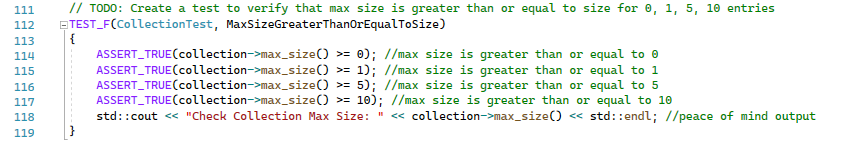 111 // TODO: Create a test to verify that max size is greater than or equal to size for 0, 1, 5, 10 entries
112 TEST_F(CollectionTest, MaxSizeGreaterThanOrEqualToSize)
113 {
114 ASSERT_TRUE(collection->max_size() >= 0); //max size is greater than or equal to 0
115 ASSERT_TRUE(collection->max_size() >= 1); //max size is greater than or equal to 1
116 ASSERT_TRUE(collection->max_size() >= 5); //max size is greater than or equal to 5
117 ASSERT_TRUE(collection->max_size() >= 10); //max size is greater than or equal to 10
118 std::cout << "Check Collection Max Size: " << collection->max_size() << std::endl; //peace of mind output
119 }